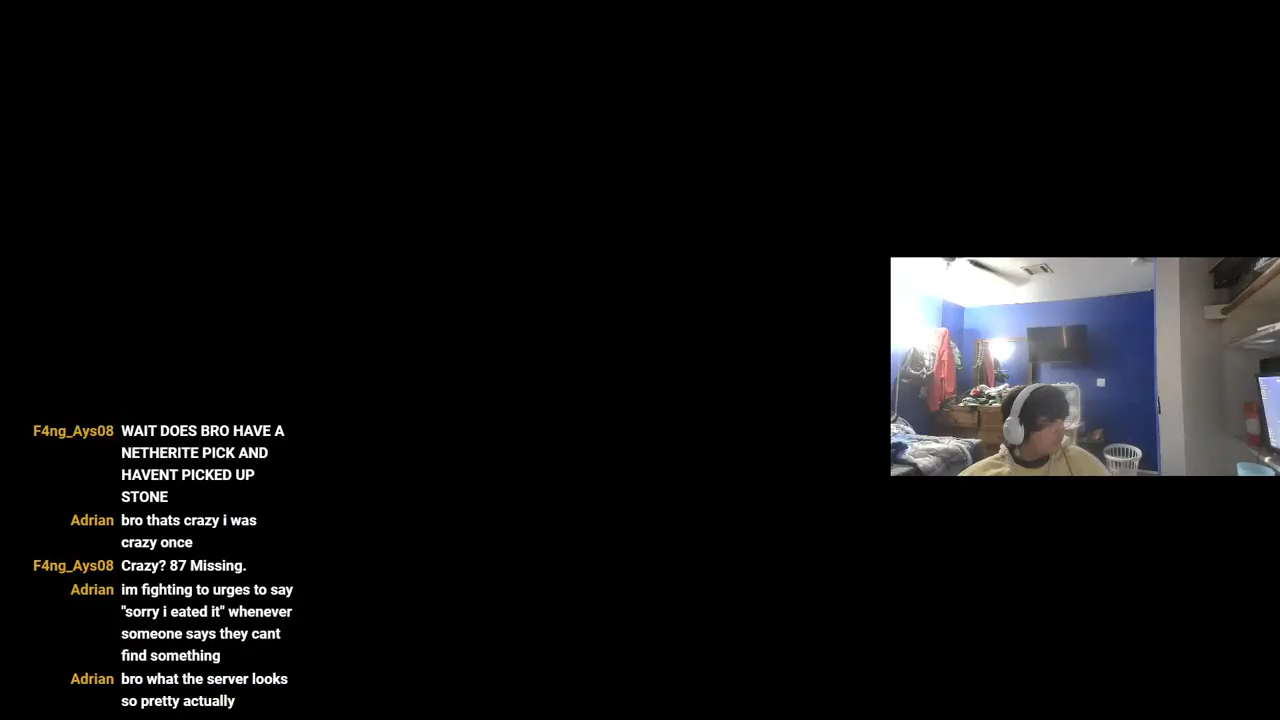 F4ng_Ays08 WAIT DOES BRO HAVE A
NETHERITE PICK AND
HAVENT PICKED UP
STONE
Adrian bro thats crazy i was
crazy once
F4ng_Ays08 Crazy? 87 Missing.
Adrian im fighting to urges to say
"sorry i eated it" whenever
someone says they cant
find something
Adrian bro what the server looks
so pretty actually